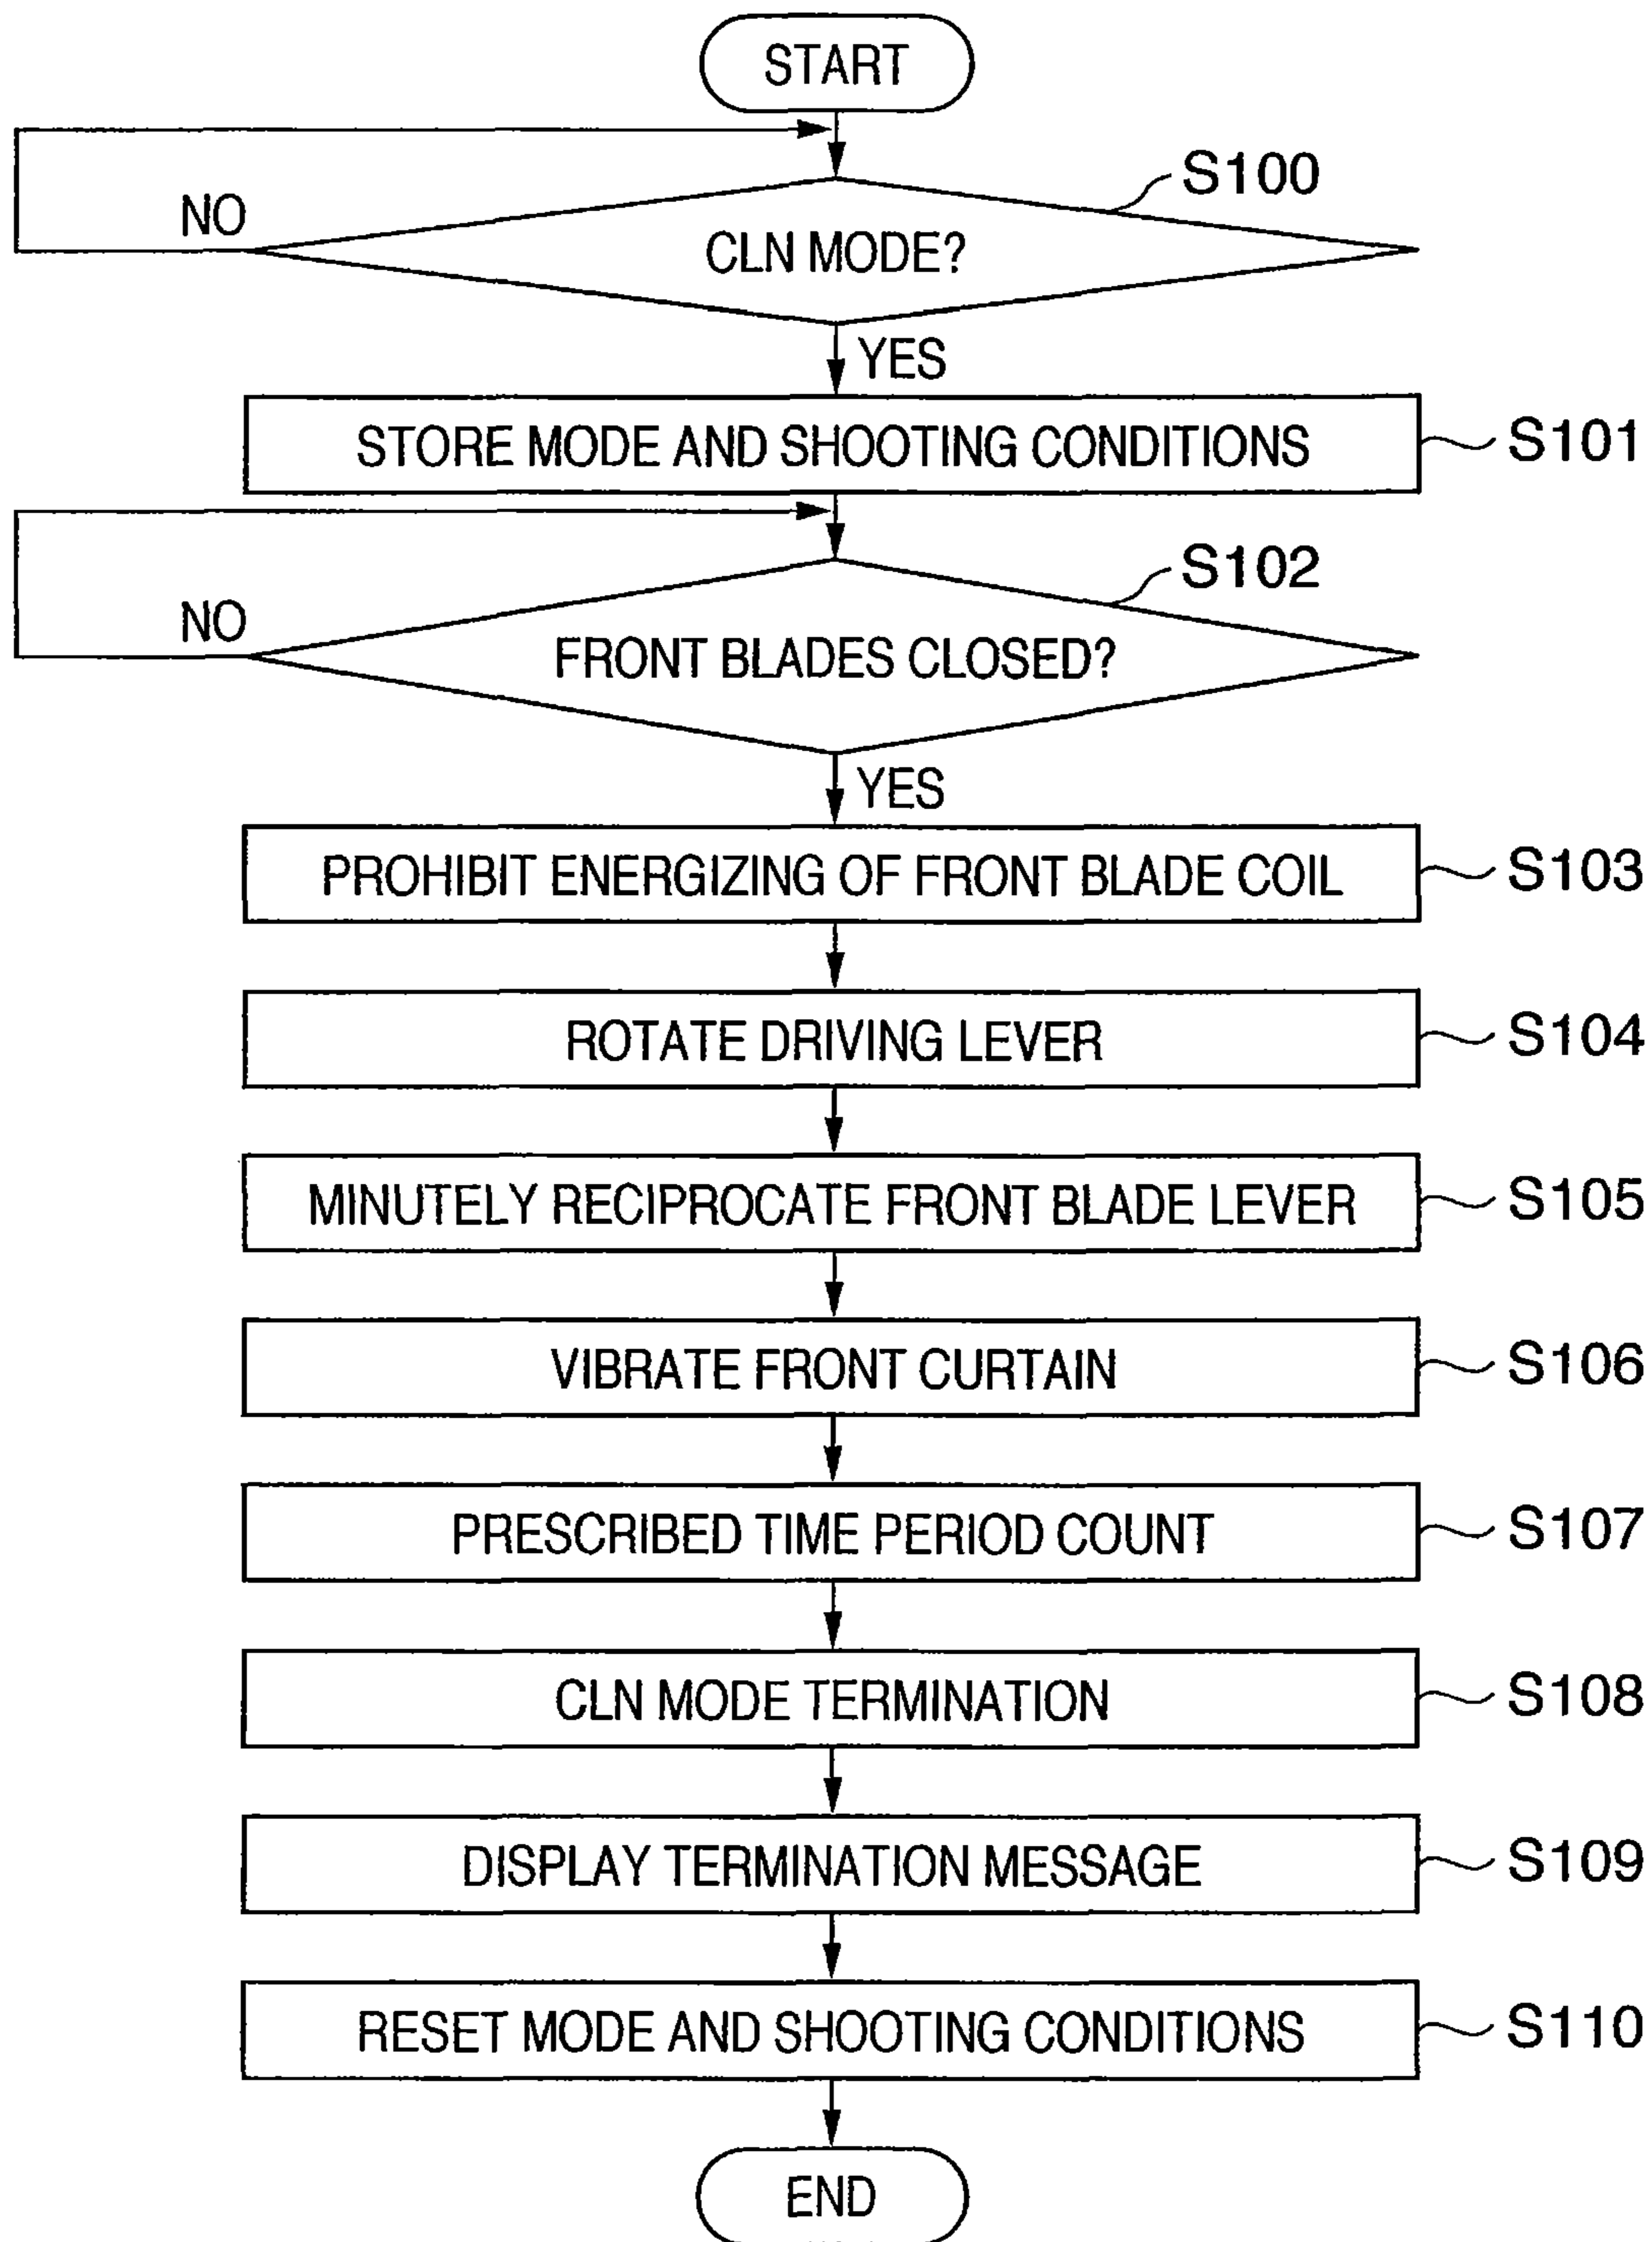 START
S100
NO
CLN MODE?
YES
STORE MODE AND SHOOTING CONDITIONS
S101
S102
NO
FRONT BLADES CLOSED?
YES
PROHIBIT ENERGIZING OF FRONT BLADE COIL
S103
ROTATE DRIVING LEVER
S104
MINUTELY RECIPROCATE FRONT BLADE LEVER
S105
VIBRATE FRONT CURTAIN
S106
PRESCRIBED TIME PERIOD COUNT
S107
CLN MODE TERMINATION
S108
DISPLAY TERMINATION MESSAGE
S109
RESET MODE AND SHOOTING CONDITIONS
S110
END